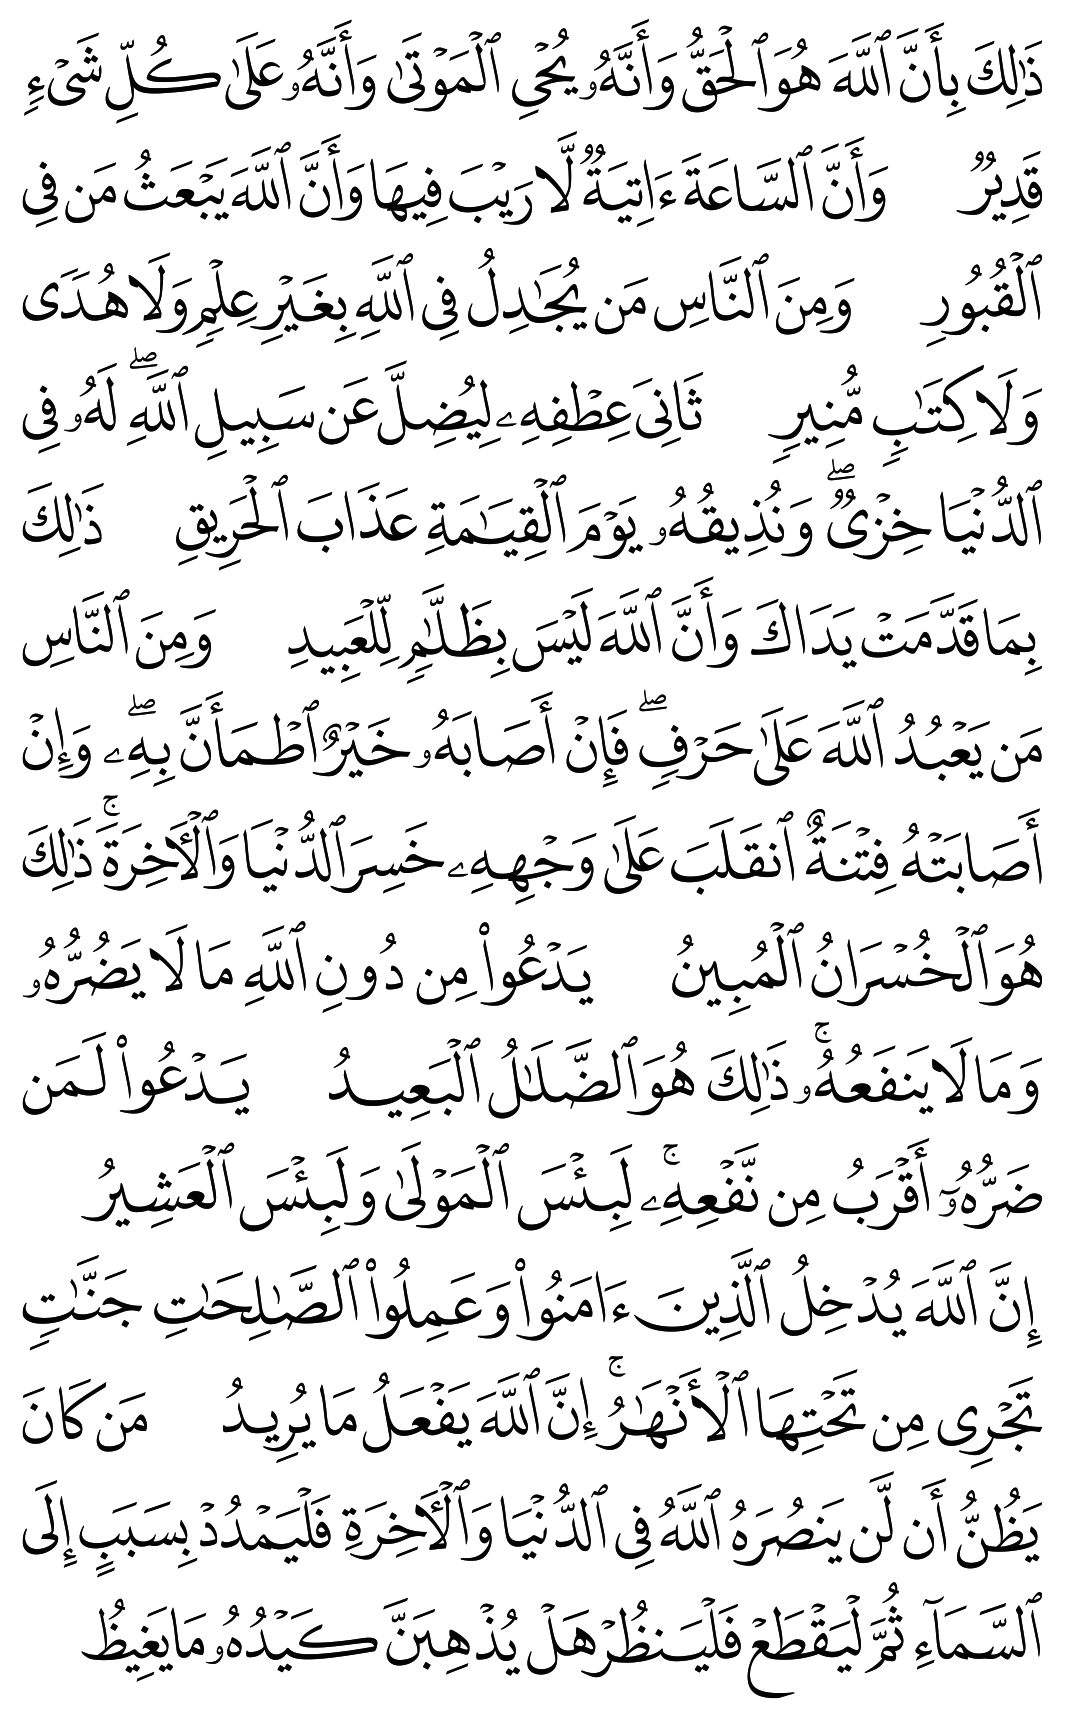 ذَٰلِكَ بِأَنَّ ٱللَّهَ هُوَ ٱلْحَقُّ وَأَنَّهُۥ يُحْىِ ٱلْمَوْتَىٰ وَأَنَّهُۥ عَلَىٰ كُلِّ شَىْءٍ
قَدِيرٌ وَأَنَّ ٱلسَّاعَةَ ءَاتِيَةٌ لَّا رَيْبَ فِيهَا وَأَنَّ ٱللَّهَ يَبْعَثُ مَن فِى
ٱلْقُبُورِ وَمِنَ ٱلنَّاسِ مَن يُجَٰدِلُ فِى ٱللَّهِ بِغَيْرِ عِلْمٍ وَلَا هُدًى
وَلَا كِتَٰبٍ مُّنِيرٍ ثَانِىَ عِطْفِهِۦ لِيُضِلَّ عَن سَبِيلِ ٱللَّهِۖ لَهُۥ فِى
ٱلدُّنْيَا خِزْىٌۖ وَنُذِيقُهُۥ يَوْمَ ٱلْقِيَٰمَةِ عَذَابَ ٱلْحَرِيقِ ذَٰلِكَ
بِمَا قَدَّمَتْ يَدَاكَ وَأَنَّ ٱللَّهَ لَيْسَ بِظَلَّٰمٍ لِّلْعَبِيدِ وَمِنَ ٱلنَّاسِ
مَن يَعْبُدُ ٱللَّهَ عَلَىٰ حَرْفٍۖ فَإِنْ أَصَابَهُۥ خَيْرٌ ٱطْمَأَنَّ بِهِۦۖ وَإِنْ
أَصَابَتْهُ فِتْنَةٌ ٱنقَلَبَ عَلَىٰ وَجْهِهِۦ خَسِرَ ٱلدُّنْيَا وَٱلْأَخِرَةَۚ ذَٰلِكَ
هُوَ ٱلْخُسْرَانُ ٱلْمُبِينُ يَدْعُوا۟ مِن دُونِ ٱللَّهِ مَا لَا يَضُرُّهُۥ
وَمَا لَا يَنفَعُهُۥۚ ذَٰلِكَ هُوَ ٱلضَّلَٰلُ ٱلْبَعِيدُ يَدْعُوا۟ لَمَن
ضَرُّهُۥٓ أَقْرَبُ مِن نَّفْعِهِۦۚ لَبِئْسَ ٱلْمَوْلَىٰ وَلَبِئْسَ ٱلْعَشِيرُ
إِنَّ ٱللَّهَ يُدْخِلُ ٱلَّذِينَ ءَامَنُوا۟ وَعَمِلُوا۟ ٱلصَّٰلِحَٰتِ جَنَّٰتٍ
تَجْرِى مِن تَحْتِهَا ٱلْأَنْهَٰرُۚ إِنَّ ٱللَّهَ يَفْعَلُ مَا يُرِيدُ مَن كَانَ
يَظُنُّ أَن لَّن يَنصُرَهُ ٱللَّهُ فِى ٱلدُّنْيَا وَٱلْأَخِرَةِ فَلْيَمْدُدْ بِسَبَبٍ إِلَى
ٱلسَّمَآءِ ثُمَّ لْيَقْطَعْ فَلْيَنظُرْ هَلْ يُذْهِبَنَّ كَيْدُهُۥ مَا يَغِيظُ